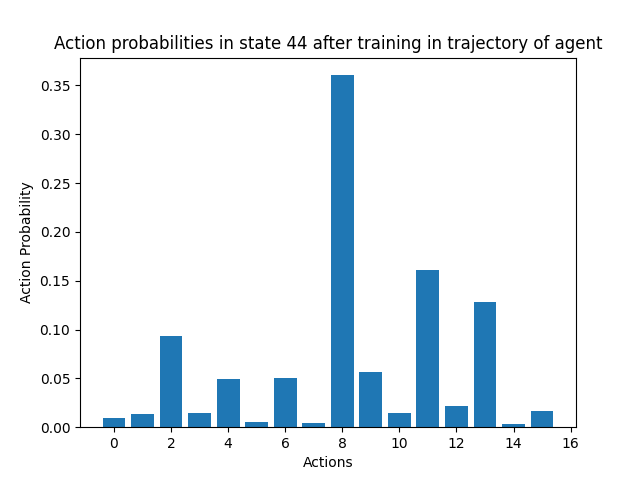 Action probabilities in state 44 after training in trajectory of agent
0.35
0.30
0.25
0.20
0.15
0.10
0.05
0.00
Action Probability
0 2 4 6 8 10 12 14 16
Actions